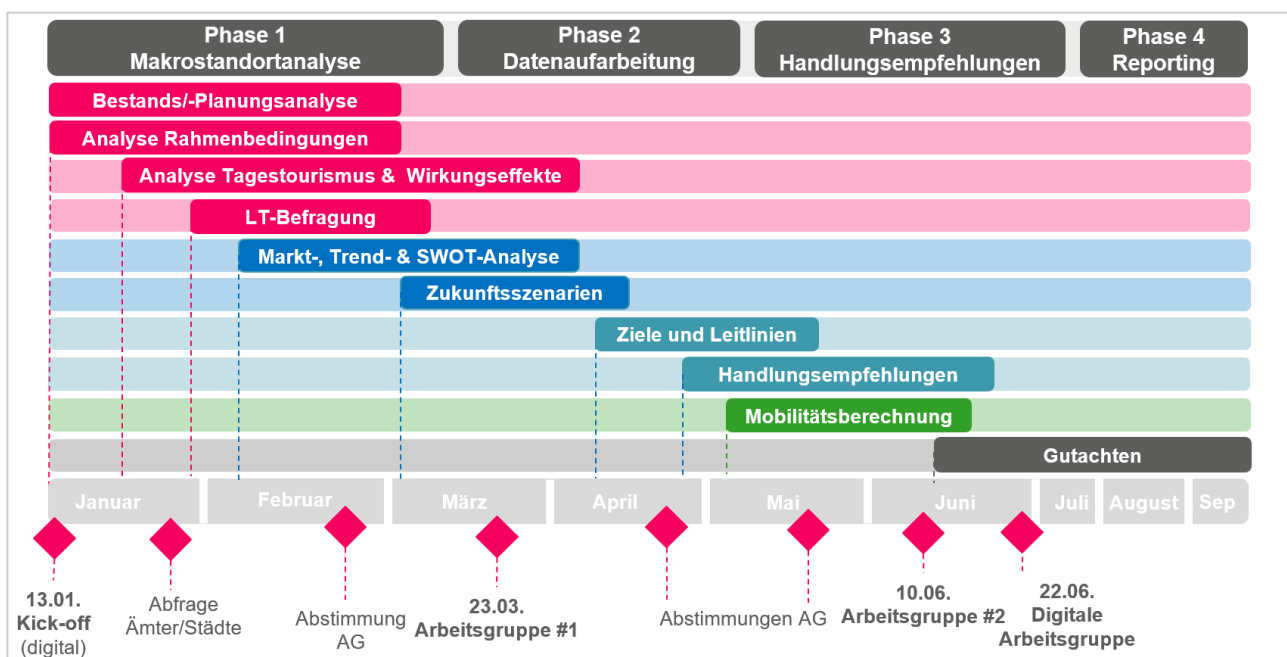 Phase 1
Makrostandortanalyse
Phase 2
Datenaufarbeitung
Phase 3
Handlungsempfehlungen
Phase 4
Reporting
Bestands/-Planungsanalyse
Analyse Rahmenbedingungen
Analyse Tagestourismus & Wirkungseffekte
LT-Befragung
Markt-, Trend- & SWOT-Analyse
Zukunftsszenarien
Ziele und Leitlinien
Handlungsempfehlungen
Mobilitätsberechnung
Gutachten
Januar
Februar
März
April
Mai
Juni
Juli
August
Sep
13.01.
Kick-off
(digital)
Abfrage
Ämter/Städte
Abstimmung
AG
23.03.
Arbeitsgruppe #1
Abstimmungen AG
10.06.
Arbeitsgruppe #2
22.06.
Digitale
Arbeitsgruppe